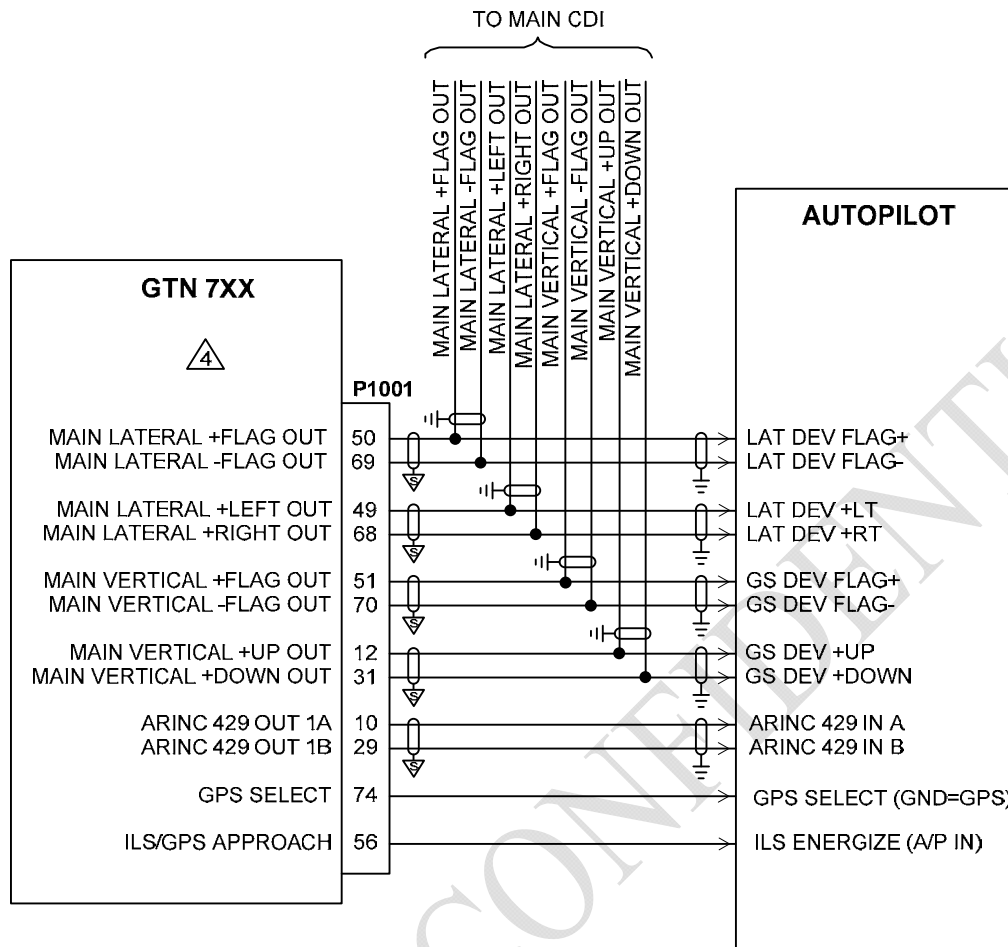 TO MAIN CDI
MAIN LATERAL +FLAG OUT
MAIN LATERAL -FLAG OUT
MAIN LATERAL +LEFT OUT
MAIN LATERAL +RIGHT OUT
MAIN VERTICAL +FLAG OUT
MAIN VERTICAL -FLAG OUT
MAIN VERTICAL +UP OUT
MAIN VERTICAL +DOWN OUT
AUTOPILOT
GTN 7XX
4
P1001
MAIN LATERAL +FLAG OUT 50 LAT DEV FLAG+
MAIN LATERAL -FLAG OUT 69 LAT DEV FLAG-
S
MAIN LATERAL +LEFT OUT 49 LAT DEV +LT
MAIN LATERAL +RIGHT OUT 68 LAT DEV +RT
S
MAIN VERTICAL +FLAG OUT 51 GS DEV FLAG+
MAIN VERTICAL -FLAG OUT 70 GS DEV FLAG-
S
MAIN VERTICAL +UP OUT 12 GS DEV +UP
MAIN VERTICAL +DOWN OUT 31 GS DEV +DOWN
S
ARINC 429 OUT 1A 10 ARINC 429 IN A
ARINC 429 OUT 1B 29 ARINC 429 IN B
S
GPS SELECT 74 GPS SELECT (GND=GPS)
ILS/GPS APPROACH 56 ILS ENERGIZE (A/P IN)
CONFIDENT